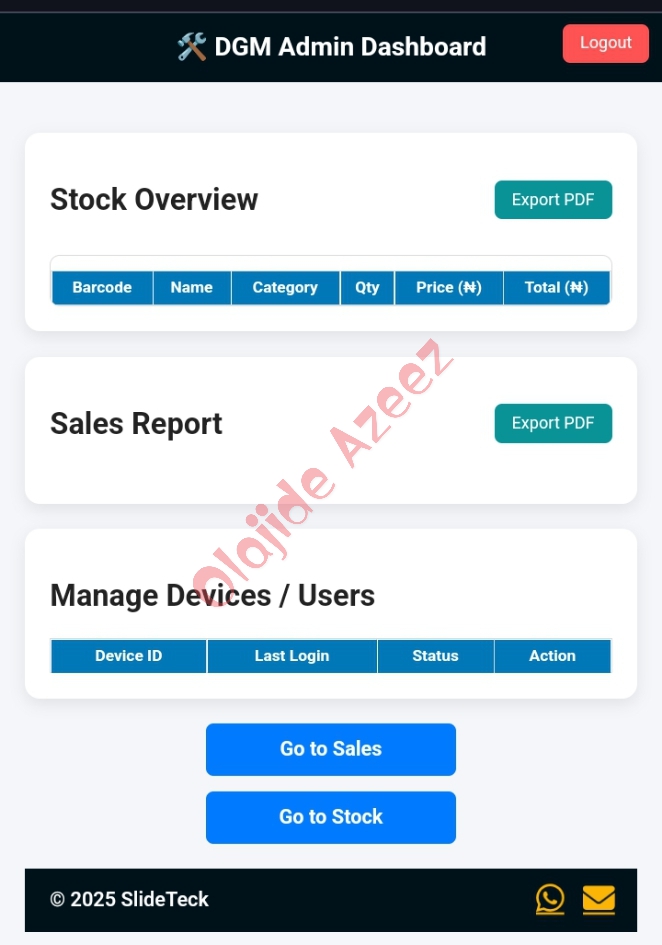 🛠️ DGM Admin Dashboard
Logout
Stock Overview
Export PDF
Barcode Name Category Qty Price (₦) Total (₦)
Sales Report
Export PDF
Olajide Azeez
Manage Devices / Users
Device ID Last Login Status Action
Go to Sales
Go to Stock
© 2025 SlideTeck